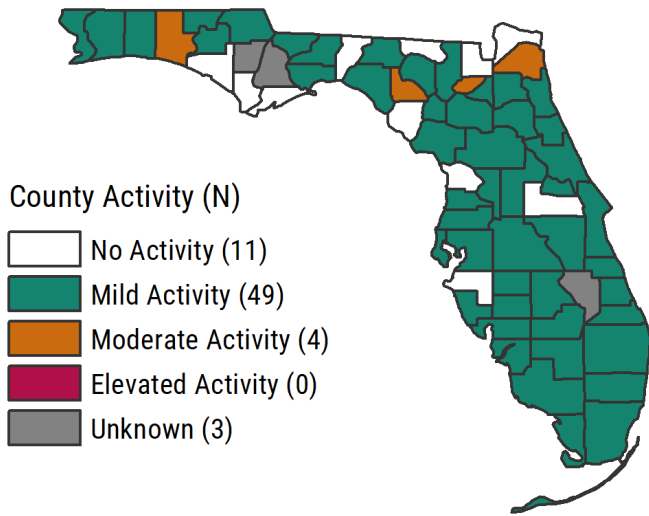 County Activity (N)
No Activity (11)
Mild Activity (49)
Moderate Activity (4)
Elevated Activity (0)
Unknown (3)